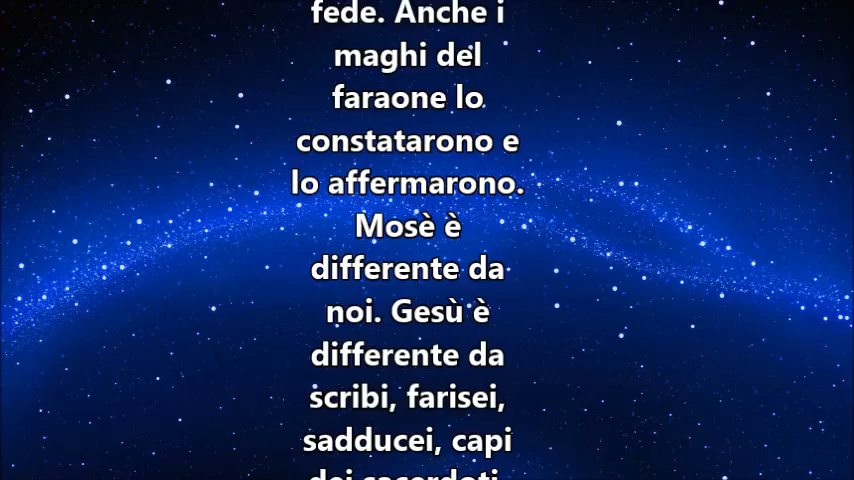 fede. Anche i
maghi del
faraone lo
constatarono e
lo affermarono.
Mosè è
differente da
noi. Gesù è
differente da
scribi, farisei,
sadducei, capi
dei sacerdoti